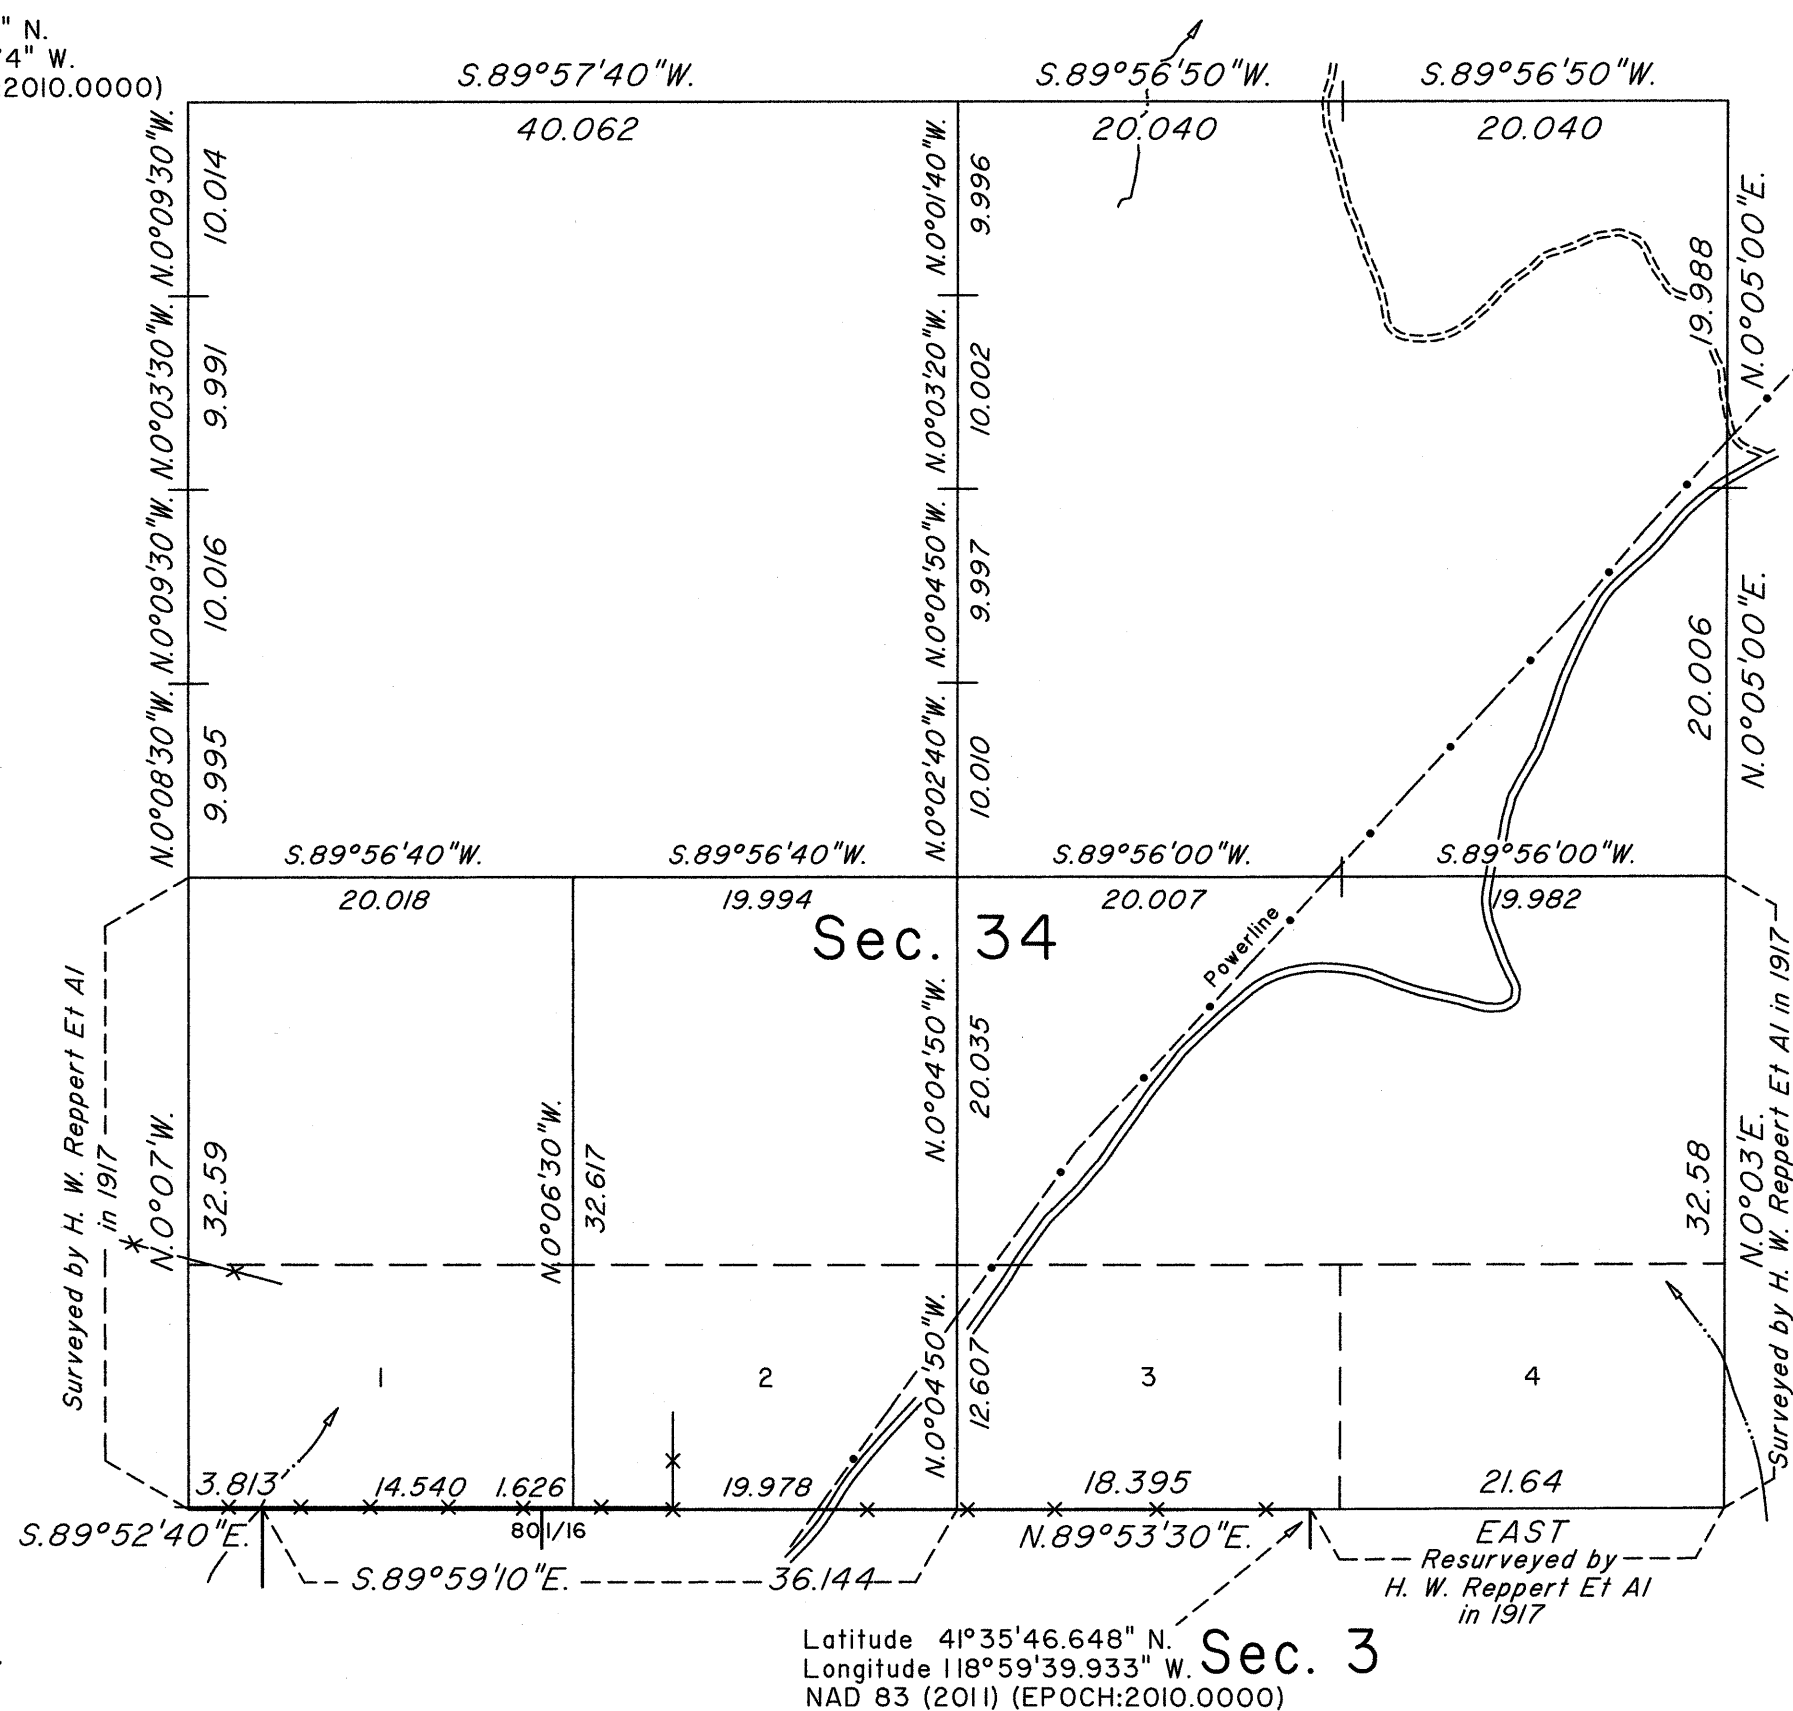 " N.
'4" W.
2010.0000)
S.89°57'40"W.
S.89°56'50"W.
S.89°56'50"W.
40.062
20.040
20.040
N.0°09'30"W.
10.014
N.0°01'40"W.
9.996
19.988
N.0°05'00"E.
N.0°03'30"W.
9.991
N.0°03'20"W.
10.002
N.0°09'30"W.
10.016
N.0°04'50"W.
9.997
20.006
N.0°05'00"E.
N.0°08'30"W.
9.995
N.0°02'40"W.
10.010
S.89°56'40"W.
S.89°56'40"W.
S.89°56'00"W.
S.89°56'00"W.
20.018
19.994
20.007
19.982
Sec. 34
Powerline
Surveyed by H. W. Reppert Et Al
in 1917
N.0°07'W.
32.59
N.0°06'30"W.
32.617
N.0°04'50"W.
20.035
32.58
N.0°03'E.
Surveyed by H. W. Reppert Et Al in 1917
N.0°04'50"W.
12.607
1
2
3
4
3.813
14.540
1.626
19.978
18.395
21.64
S.89°52'40"E.
80 1/16
N.89°53'30"E.
EAST
S.89°59'10"E.
36.144
Resurveyed by
H. W. Reppert Et Al
in 1917
Latitude 41°35'46.648" N.
Longitude 118°59'39.933" W.
NAD 83 (2011) (EPOCH:2010.0000)
Sec. 3